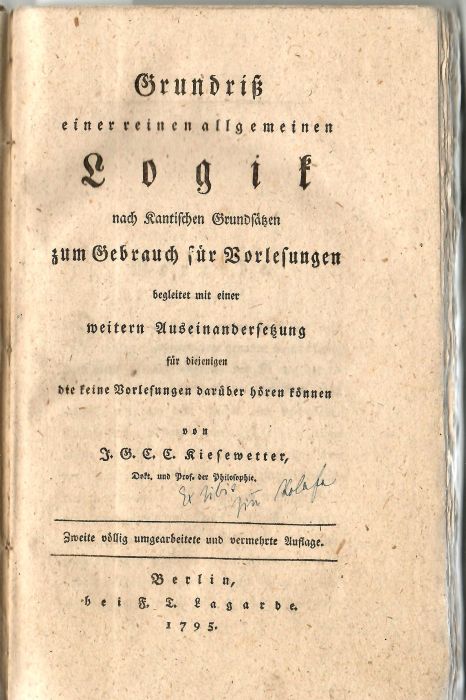 Grundriß
einer reinen allgemeinen
Logik
nach Kantischen Grundsätzen
zum Gebrauch für Vorlesungen
begleitet mit einer
weitern Auseinandersetzung
für diejenigen
die keine Vorlesungen darüber hören können
von
J. G. C. C. Kiesewetter,
Dokt. und Prof. der Philosophie.
Ex libris
Zweite völlig umgearbeitete und vermehrte Auflage.
Berlin,
bei F. T. Lagarde.
1795.